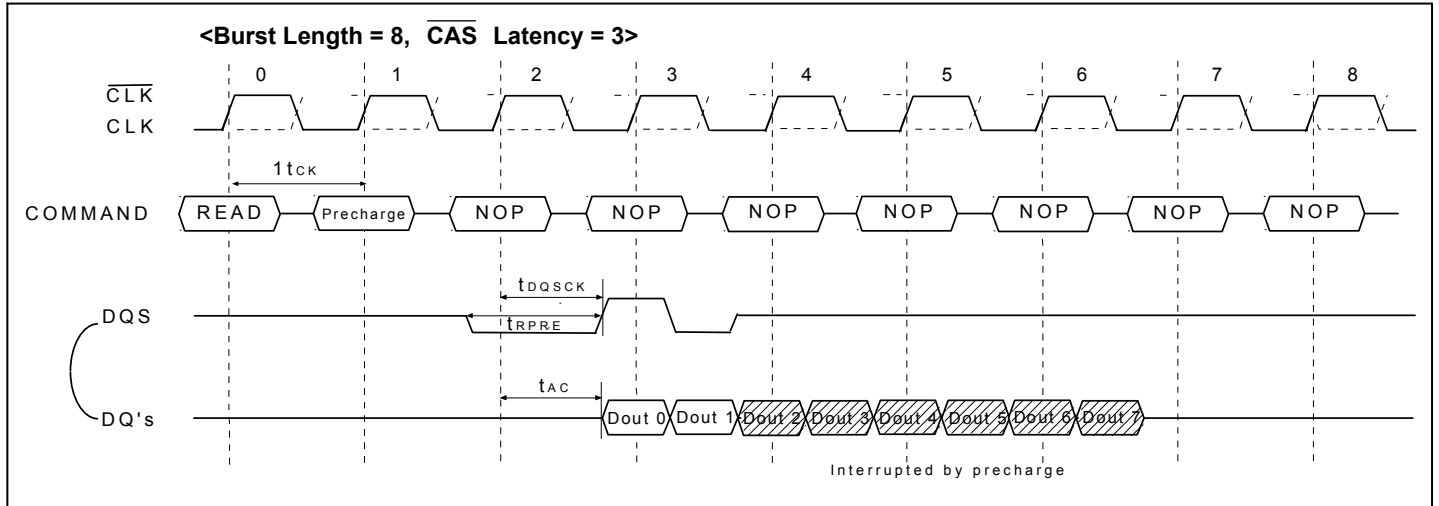 <Burst Length = 8, CAS Latency = 3>
0 1 2 3 4 5 6 7 8
CLK
CLK
1tCK
COMMAND READ Precharge NOP NOP NOP NOP NOP NOP NOP
tDQSCK
DQS
tRPRE
tAC
DQ's Dout 0 Dout 1 Dout 2 Dout 3 Dout 4 Dout 5 Dout 6 Dout 7
Interrupted by precharge